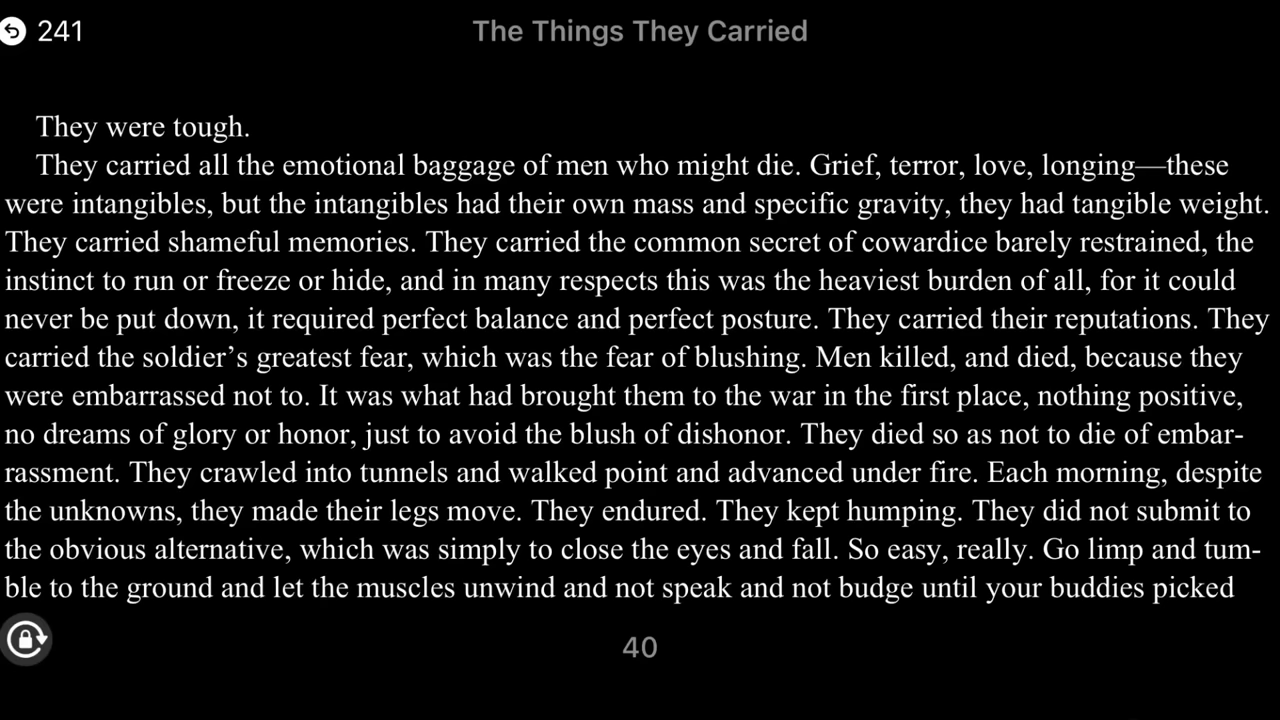 241
The Things They Carried
They were tough.
They carried all the emotional baggage of men who might die. Grief, terror, love, longing—these
were intangibles, but the intangibles had their own mass and specific gravity, they had tangible weight.
They carried shameful memories. They carried the common secret of cowardice barely restrained, the
instinct to run or freeze or hide, and in many respects this was the heaviest burden of all, for it could
never be put down, it required perfect balance and perfect posture. They carried their reputations. They
carried the soldier’s greatest fear, which was the fear of blushing. Men killed, and died, because they
were embarrassed not to. It was what had brought them to the war in the first place, nothing positive,
no dreams of glory or honor, just to avoid the blush of dishonor. They died so as not to die of embar-
rassment. They crawled into tunnels and walked point and advanced under fire. Each morning, despite
the unknowns, they made their legs move. They endured. They kept humping. They did not submit to
the obvious alternative, which was simply to close the eyes and fall. So easy, really. Go limp and tum-
ble to the ground and let the muscles unwind and not speak and not budge until your buddies picked
40